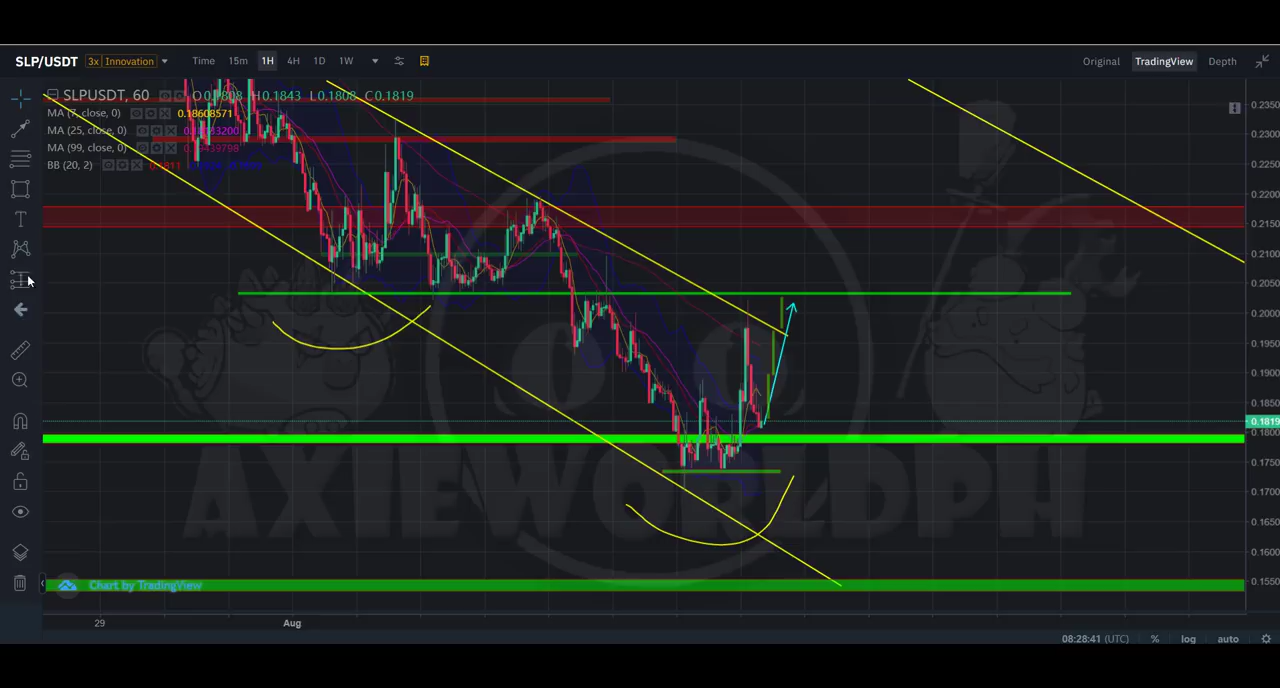 SLP/USDT 3x Innovation Time 15m 1H 4H 1D 1W Original TradingView Depth
SLPUSDT, 60 O0.1808 H0.1843 L0.1808 C0.1819
MA (7, close, 0) 0.18608571
MA (25, close, 0)
MA (99, close, 0)
BB (20, 2)
0.2350
0.2300
0.2250
0.2200
0.2150
0.2100
0.2050
0.2000
0.1950
0.1900
0.1850
0.1819
0.1800
0.1750
0.1700
0.1650
0.1600
0.1550
AXIEWORLDPH
Chart by TradingView
29 Aug
08:28:41 (UTC) % log auto